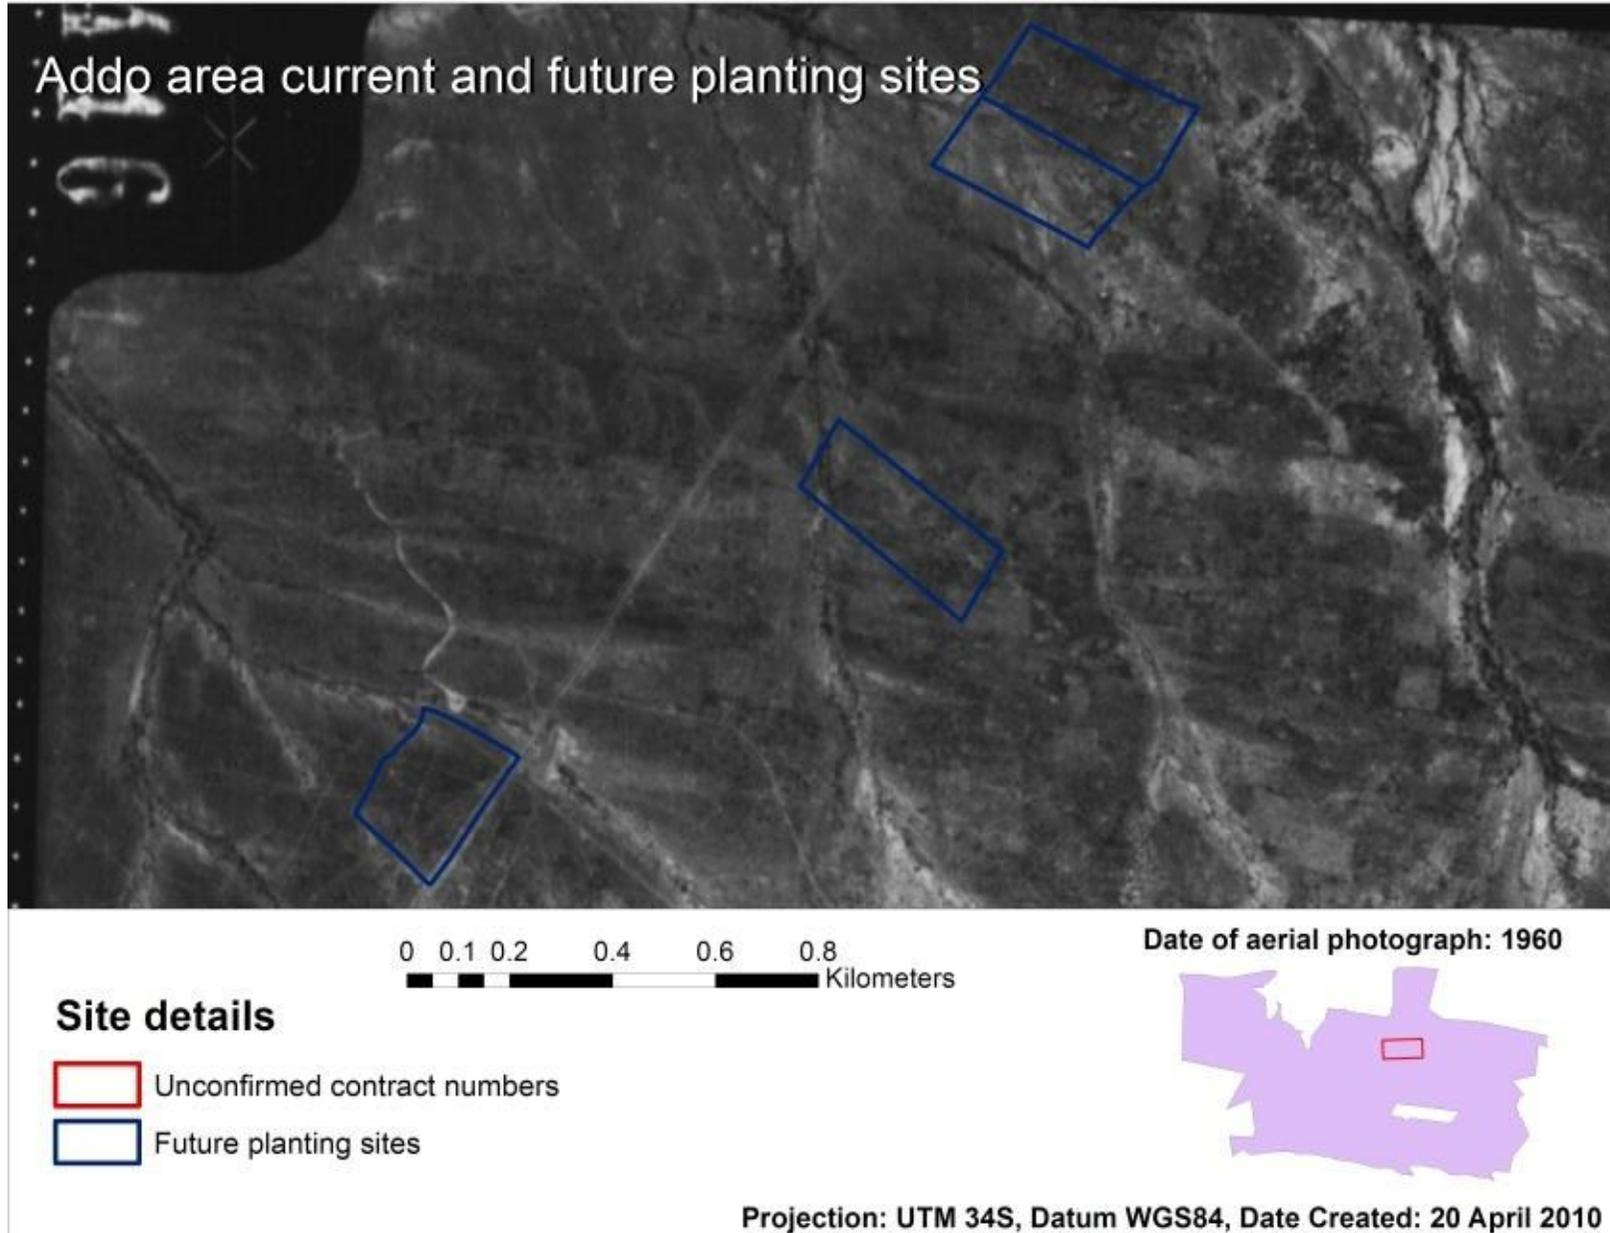 Addo area current and future planting sites
0 0.1 0.2 0.4 0.6 0.8
Kilometers
Date of aerial photograph: 1960
Site details
Unconfirmed contract numbers
Future planting sites
Projection: UTM 34S, Datum WGS84, Date Created: 20 April 2010